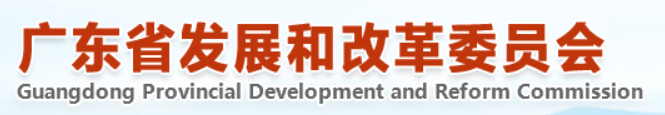 广东省发展和改革委员会
Guangdong Provincial Development and Reform Commission